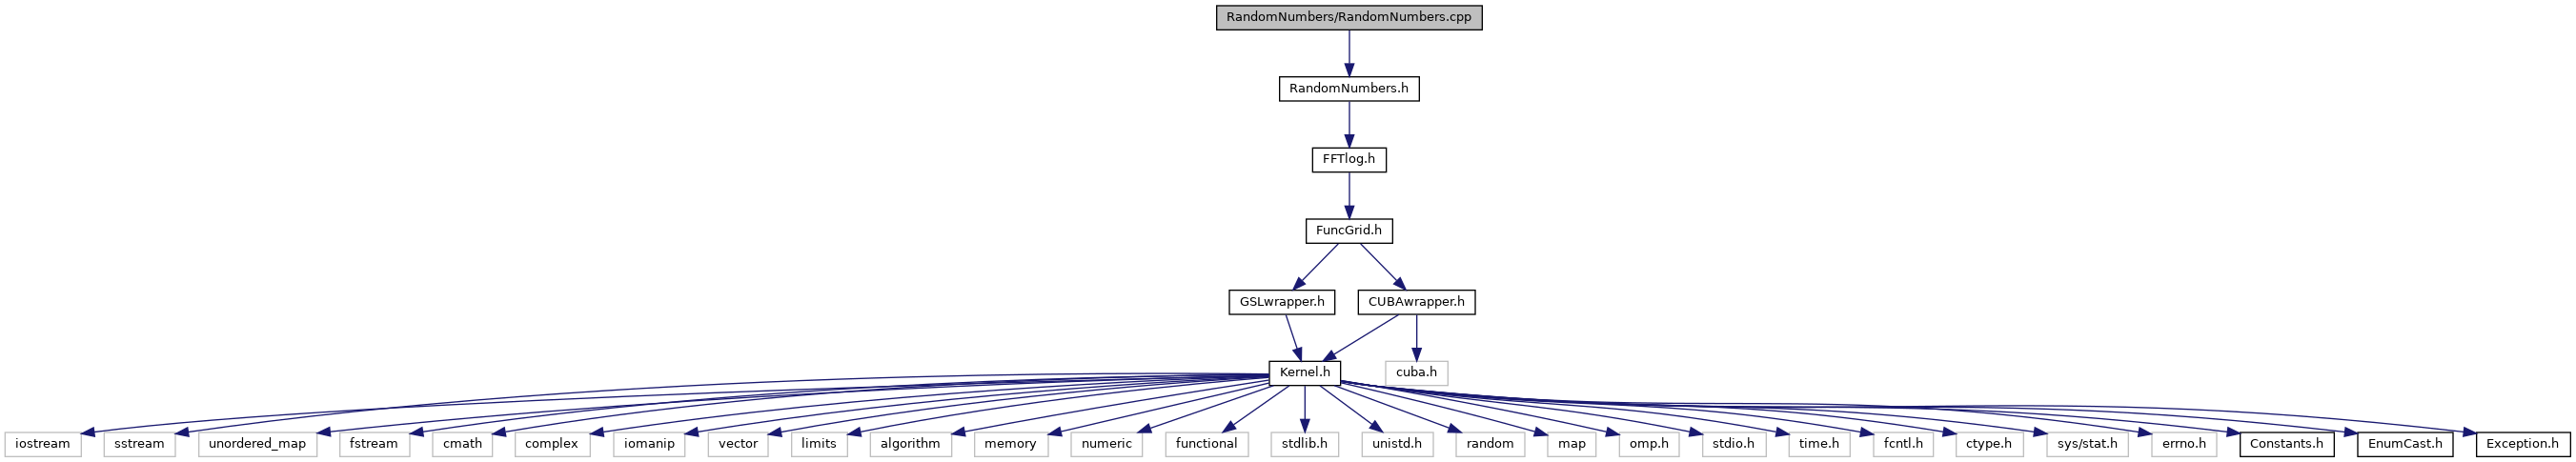 RandomNumbers/RandomNumbers.cpp
RandomNumbers.h
FFTlog.h
FuncGrid.h
GSLwrapper.h
CUBAwrapper.h
Kernel.h
cuba.h
iostream
sstream
unordered_map
fstream
cmath
complex
iomanip
vector
limits
algorithm
memory
numeric
functional
stdlib.h
unistd.h
random
map
omp.h
stdio.h
time.h
fcntl.h
ctype.h
sys/stat.h
errno.h
Constants.h
EnumCast.h
Exception.h